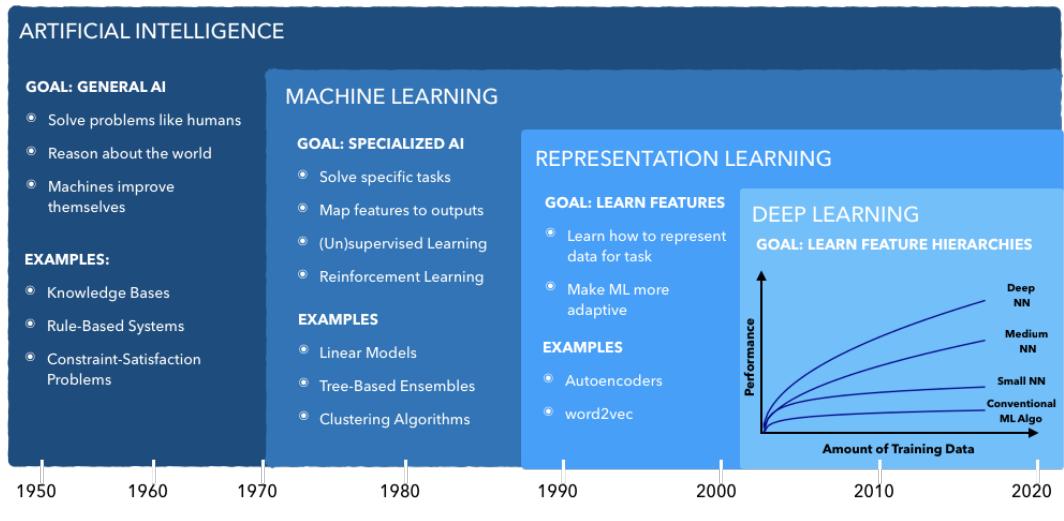 ARTIFICIAL INTELLIGENCE
GOAL: GENERAL AI
Solve problems like humans
Reason about the world
Machines improve
themselves
EXAMPLES:
Knowledge Bases
Rule-Based Systems
Constraint-Satisfaction
Problems
MACHINE LEARNING
GOAL: SPECIALIZED AI
Solve specific tasks
Map features to outputs
(Un)supervised Learning
Reinforcement Learning
EXAMPLES
Linear Models
Tree-Based Ensembles
Clustering Algorithms
REPRESENTATION LEARNING
GOAL: LEARN FEATURES
Learn how to represent
data for task
Make ML more
adaptive
EXAMPLES
Autoencoders
word2vec
DEEP LEARNING
GOAL: LEARN FEATURE HIERARCHIES
Performance
Deep
NN
Medium
NN
Small NN
Conventional
ML Algo
Amount of Training Data
1950 1960 1970 1980 1990 2000 2010 2020